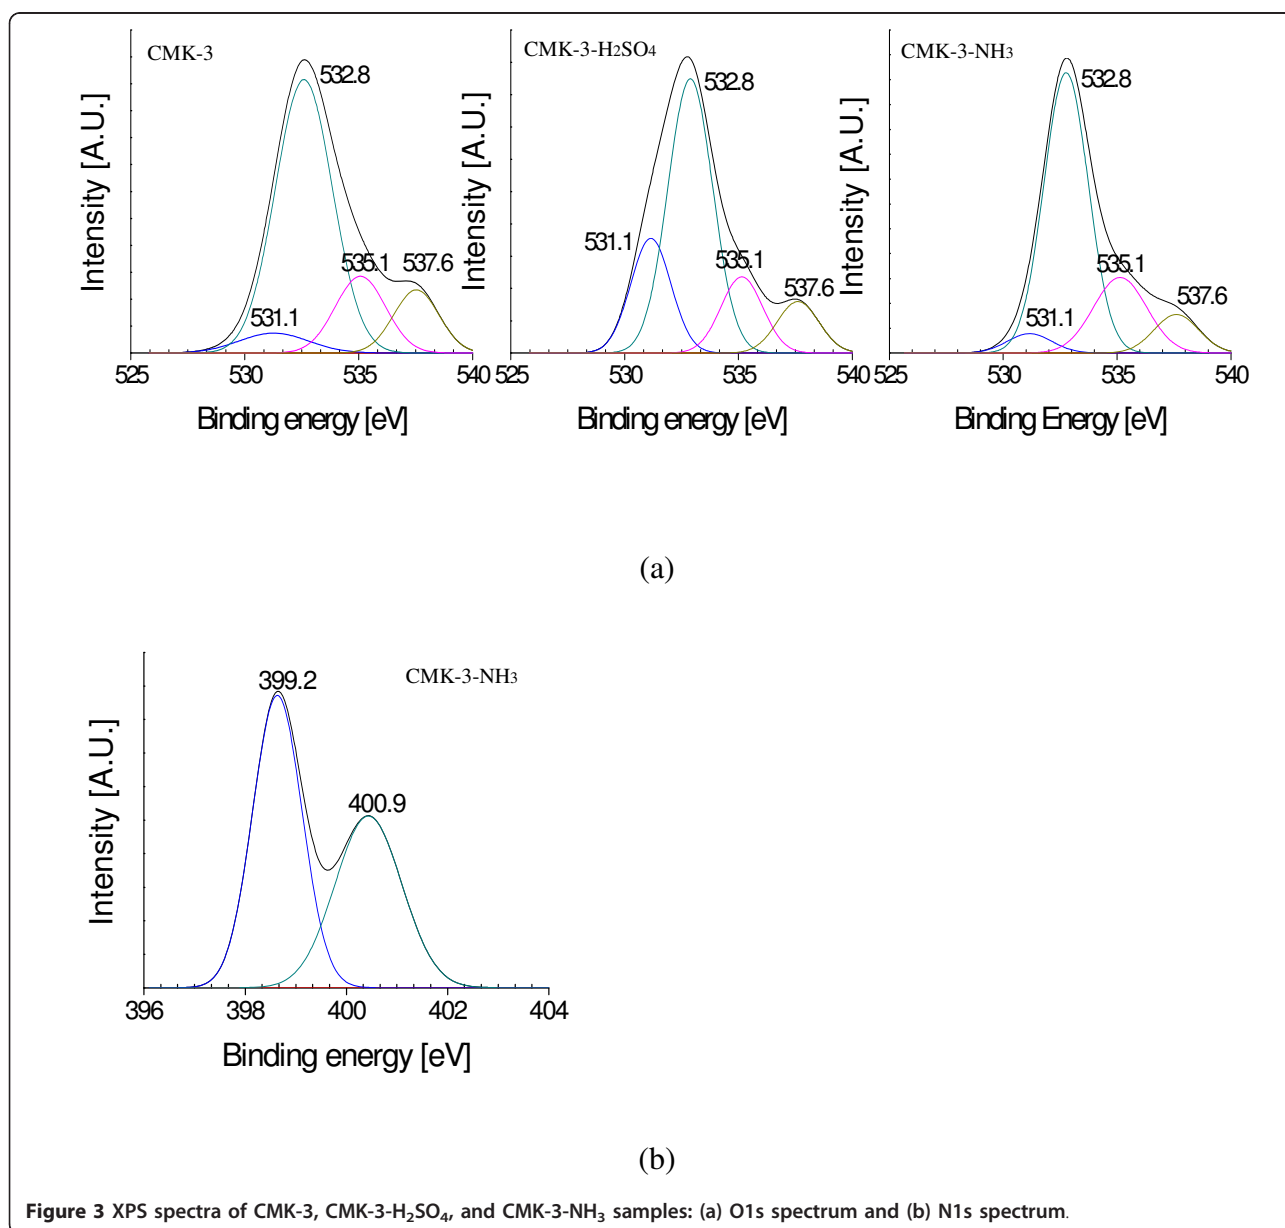 CMK-3
532.8
531.1
535.1
537.6
Intensity [A.U.]
525 530 535 540
Binding energy [eV]
CMK-3-H2SO4
532.8
531.1
535.1
537.6
Intensity [A.U.]
525 530 535 540
Binding energy [eV]
CMK-3-NH3
532.8
531.1
535.1
537.6
Intensity [A.U.]
525 530 535 540
Binding Energy [eV]
(a)
399.2
CMK-3-NH3
400.9
Intensity [A.U.]
396 398 400 402 404
Binding energy [eV]
(b)
Figure 3 XPS spectra of CMK-3, CMK-3-H2SO4, and CMK-3-NH3 samples: (a) O1s spectrum and (b) N1s spectrum.